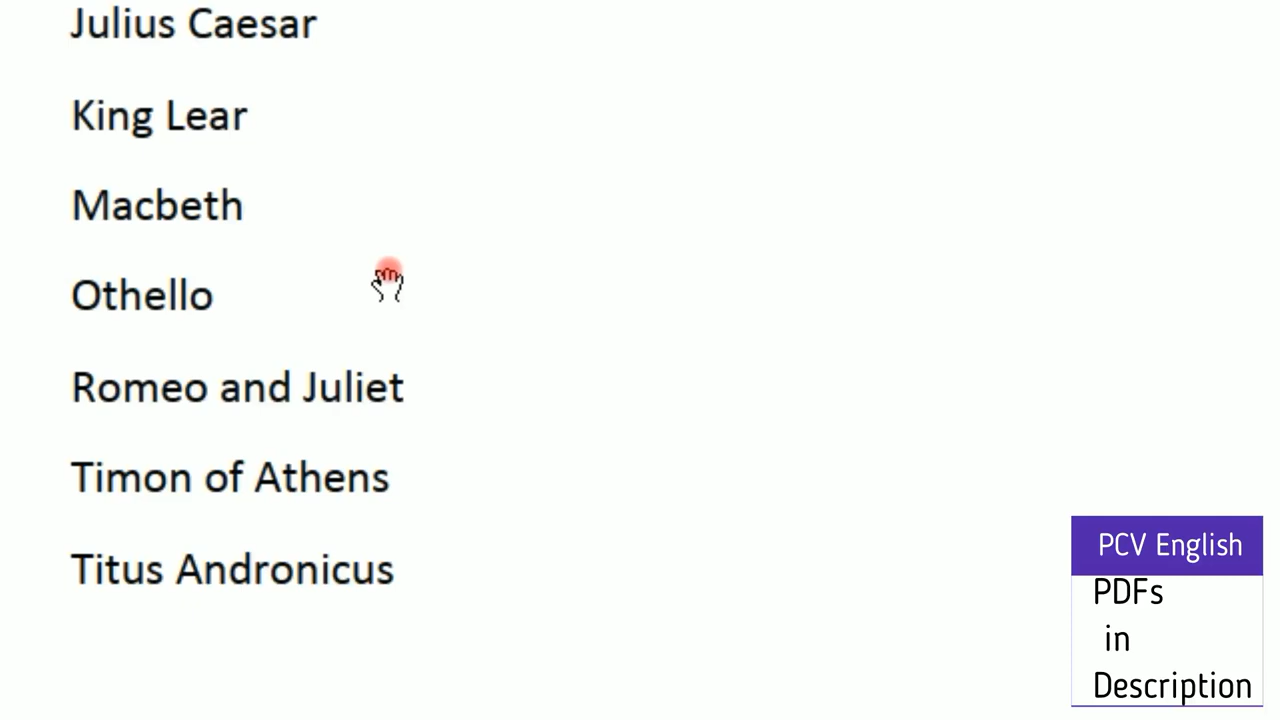 Julius Caesar
King Lear
Macbeth
Othello
Romeo and Juliet
Timon of Athens
Titus Andronicus
PCV English
PDFs
in
Description